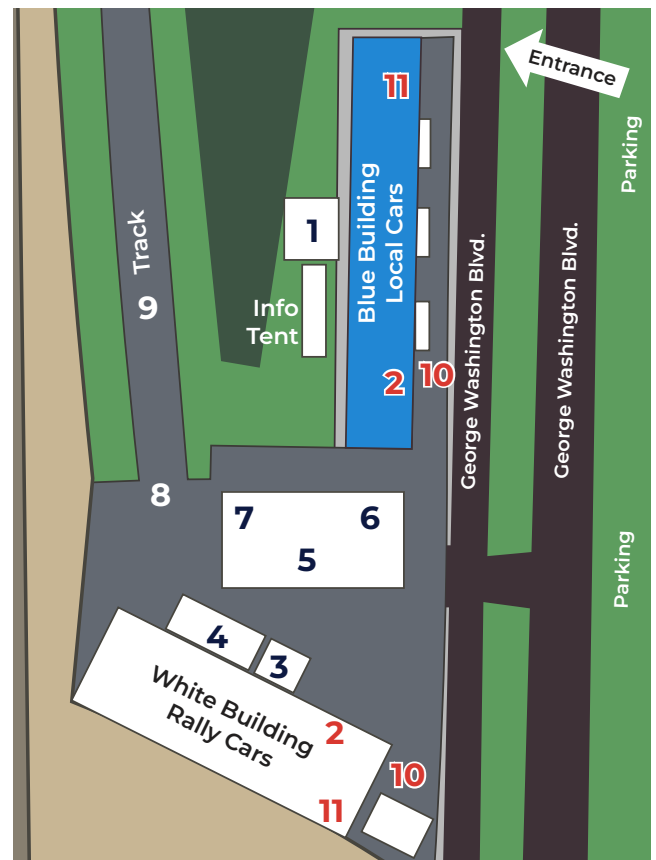 Entrance
11
Parking
Blue Building
Local Cars
1
Track
9
Info
Tent
George Washington Blvd.
George Washington Blvd.
2
10
8
7
6
5
Parking
4
3
White Building
Rally Cars
2
10
11